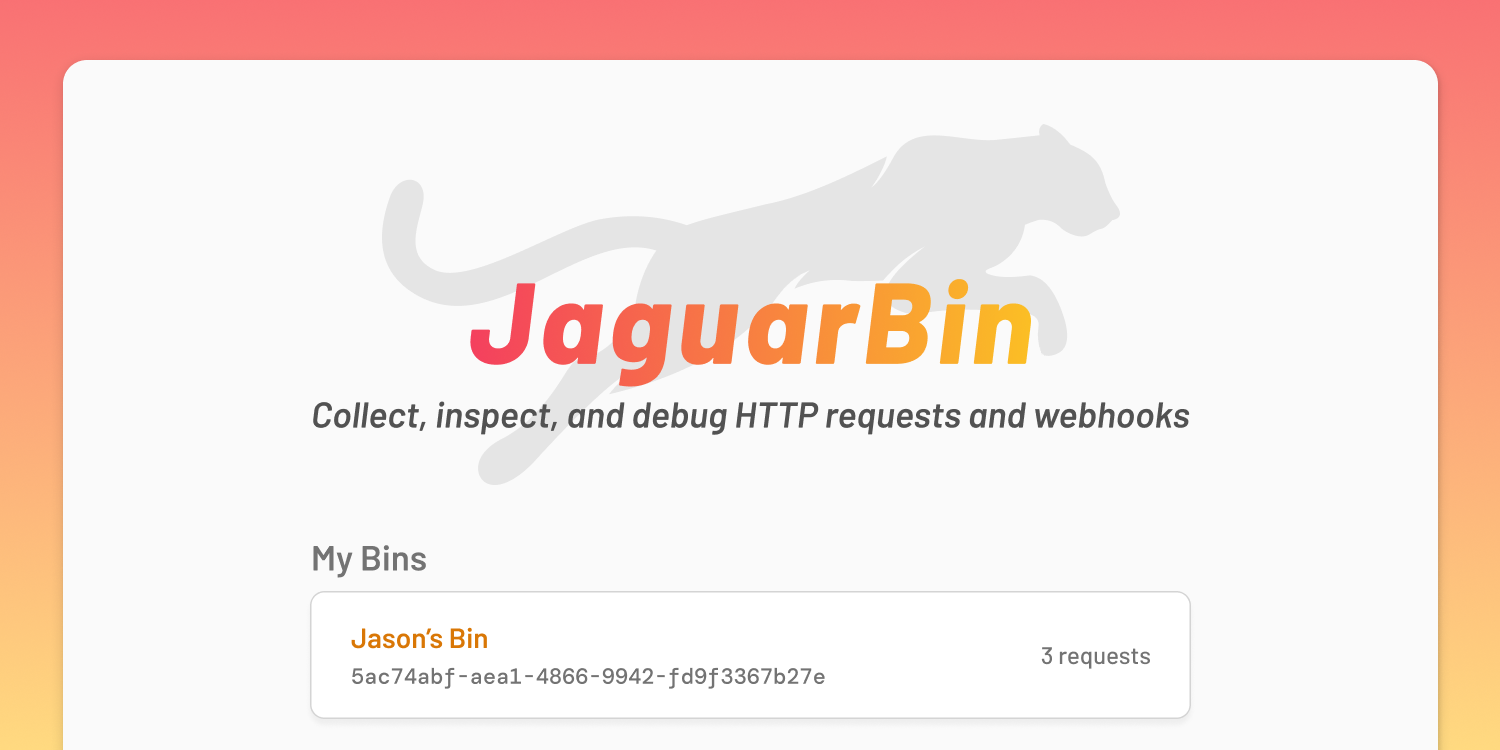 JaguarBin
Collect, inspect, and debug HTTP requests and webhooks
My Bins
Jason’s Bin
5ac74abf-aea1-4866-9942-fd9f3367b27e
3 requests